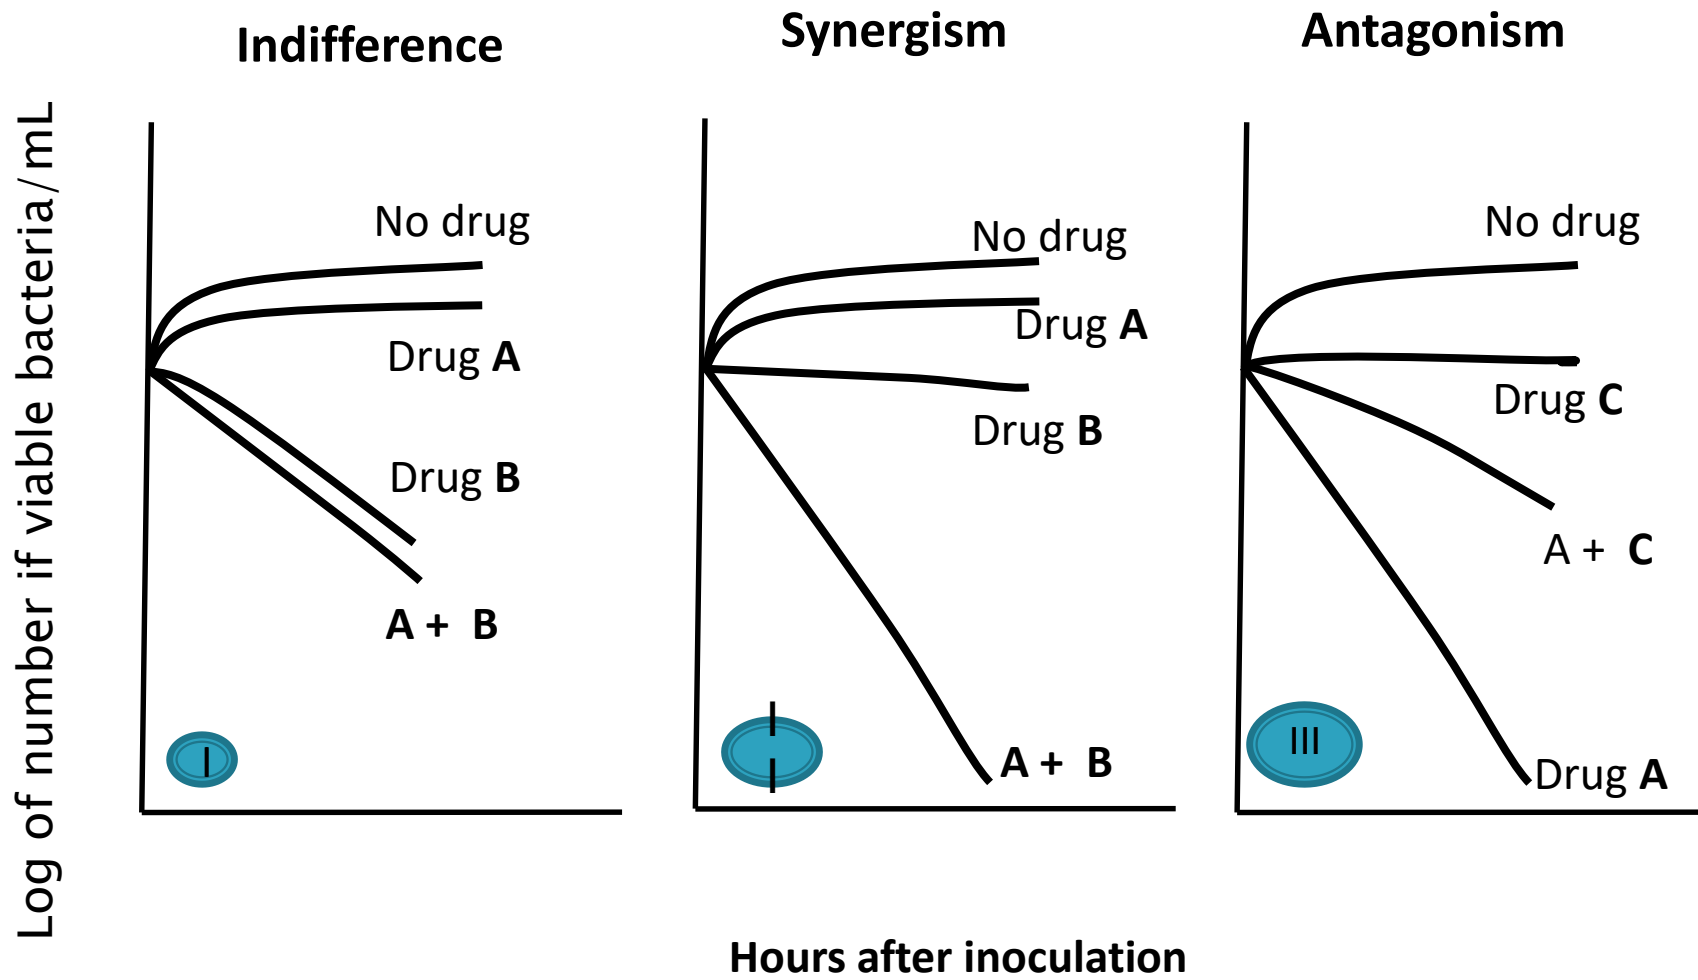 Indifference
Synergism
Antagonism
Log of number if viable bacteria/mL
No drug
Drug A
Drug B
A + B
I
No drug
Drug A
Drug B
A + B
I
I
No drug
Drug C
A + C
Drug A
III
Hours after inoculation